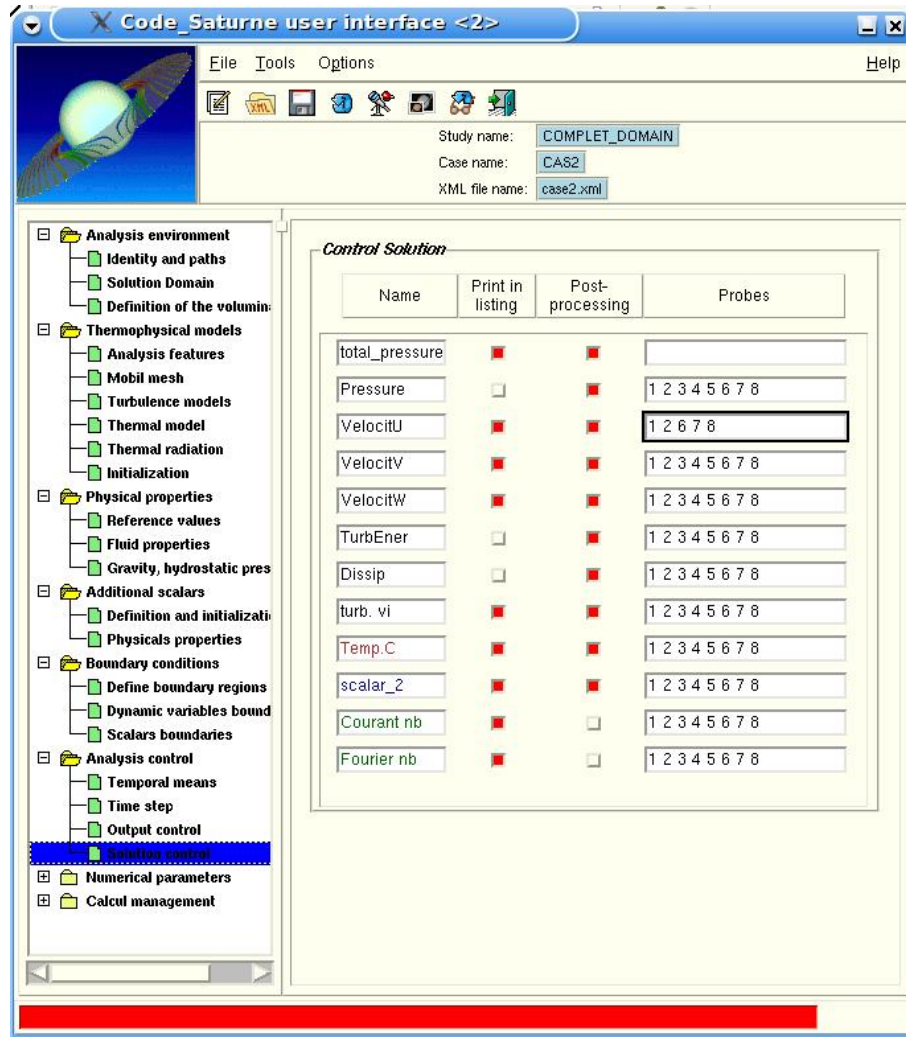 Code_Saturne user interface <2>
File Tools Options Help
XML
Study name: COMPLET_DOMAIN
Case name: CAS2
XML file name: case2.xml
Analysis environment
Identity and paths
Solution Domain
Definition of the volumin
Thermophysical models
Analysis features
Mobil mesh
Turbulence models
Thermal model
Thermal radiation
Initialization
Physical properties
Reference values
Fluid properties
Gravity, hydrostatic pres
Additional scalars
Definition and initializati
Physicals properties
Boundary conditions
Define boundary regions
Dynamic variables bound
Scalars boundaries
Analysis control
Temporal means
Time step
Output control
Solution control
Numerical parameters
Calcul management
Control Solution
Name
Print in
listing
Post-
processing
Probes
total_pressure
Pressure 1 2 3 4 5 6 7 8
VelocitU 1 2 6 7 8
VelocitV 1 2 3 4 5 6 7 8
VelocitW 1 2 3 4 5 6 7 8
TurbEner 1 2 3 4 5 6 7 8
Dissip 1 2 3 4 5 6 7 8
turb. vi 1 2 3 4 5 6 7 8
Temp.C 1 2 3 4 5 6 7 8
scalar_2 1 2 3 4 5 6 7 8
Courant nb 1 2 3 4 5 6 7 8
Fourier nb 1 2 3 4 5 6 7 8